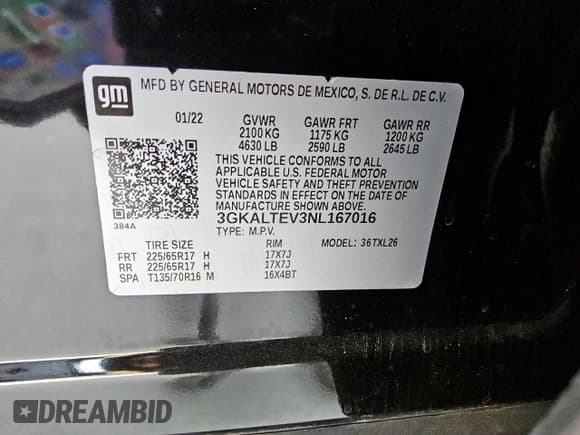 gm
MFD BY GENERAL MOTORS DE MEXICO, S. DE R.L. DE C.V.
01/22 GVWR GAWR FRT GAWR RR
2100 KG 1175 KG 1200 KG
4630 LB 2590 LB 2645 LB
THIS VEHICLE CONFORMS TO ALL
APPLICABLE U.S. FEDERAL MOTOR
VEHICLE SAFETY AND THEFT PREVENTION
STANDARDS IN EFFECT ON THE DATE OF
MANUFACTURE SHOWN ABOVE.
3GKALTEV3NL167016
384A
TYPE: M.P.V. MODEL: 36TXL26
TIRE SIZE RIM
FRT 225/65R17 H 17X7J
RR 225/65R17 H 17X7J
SPA T135/70R16 M 16X4BT
DREAMBID